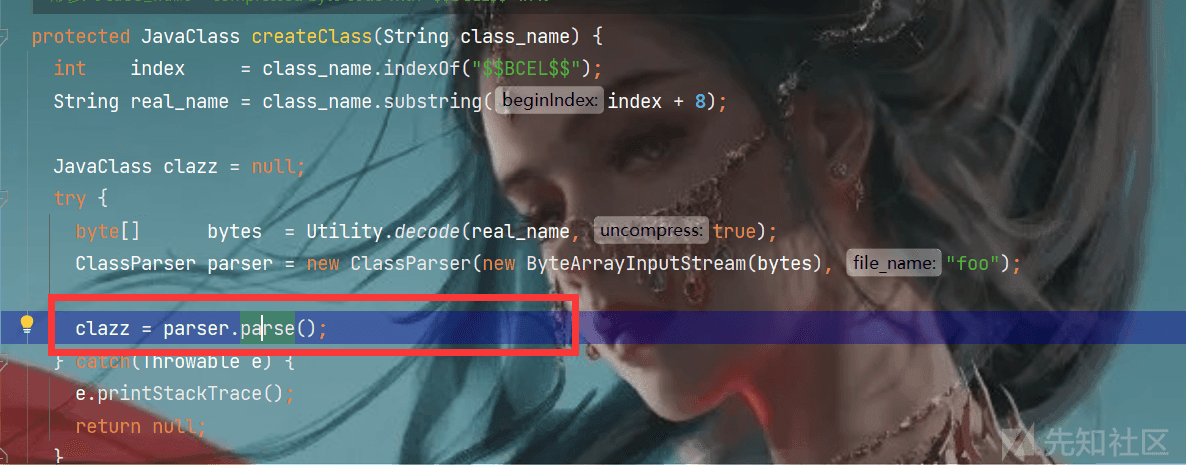 protected JavaClass createClass(String class_name) {
int index = class_name.indexOf("$$BCEL$$");
String real_name = class_name.substring( beginIndex: index + 8);
JavaClass clazz = null;
try {
byte[] bytes = Utility.decode(real_name, uncompress: true);
ClassParser parser = new ClassParser(new ByteArrayInputStream(bytes), file_name: "foo");
clazz = parser.parse();
} catch(Throwable e) {
e.printStackTrace();
return null;
}
先知社区